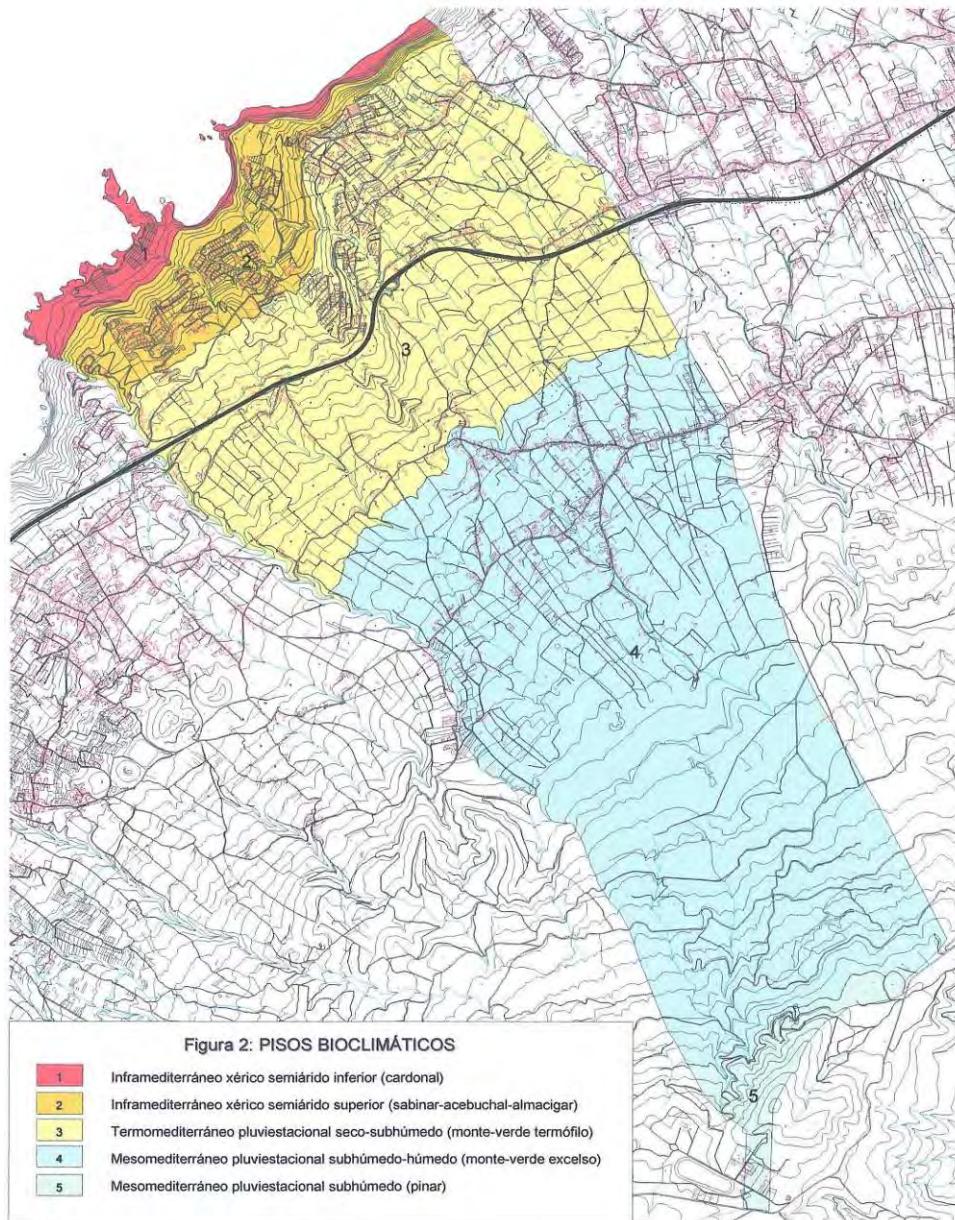 1
2
3
4
5
Figura 2: PISOS BIOCLIMÁTICOS
1 Inframediterráneo xérico semiárido inferior (cardonal)
2 Inframediterráneo xérico semiárido superior (sabinar-acebuchal-almacigar)
3 Termomediterráneo pluviestacional seco-subhúmedo (monte-verde termófilo)
4 Mesomediterráneo pluviestacional subhúmedo-húmedo (monte-verde excelso)
5 Mesomediterráneo pluviestacional subhúmedo (pinar)